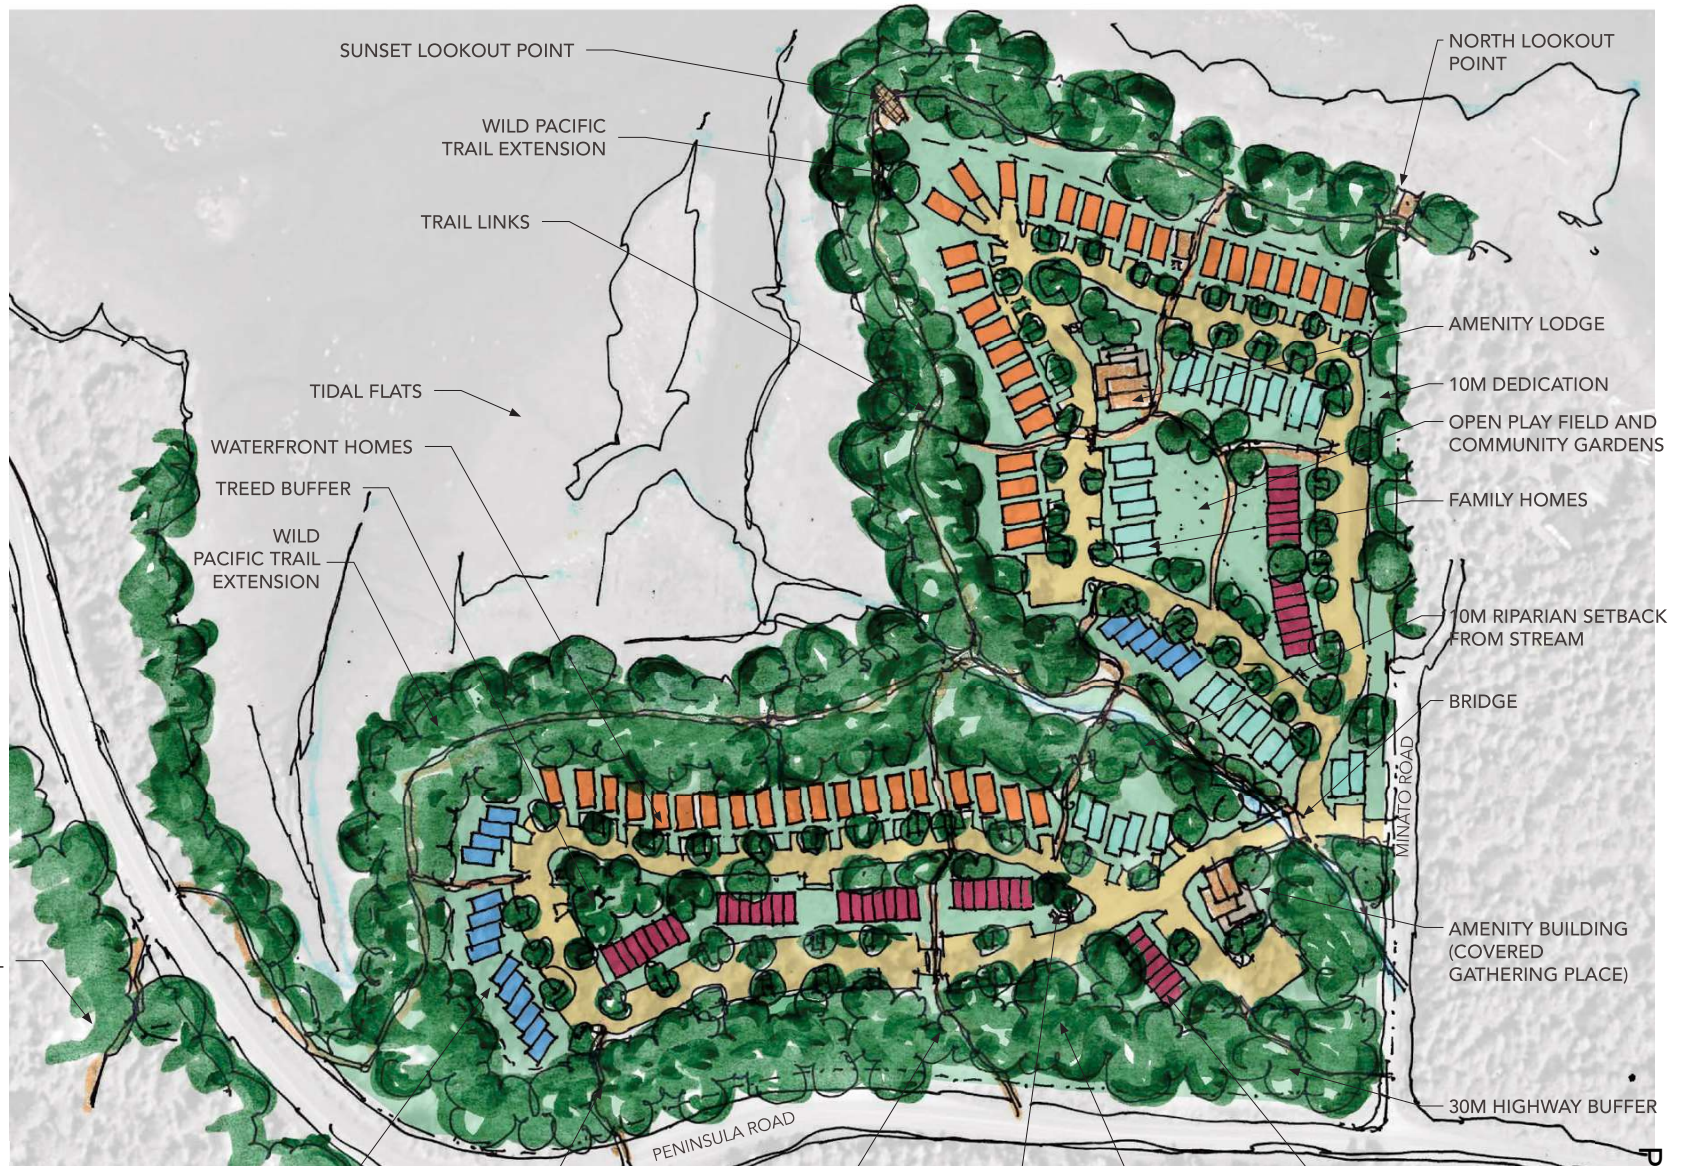 SUNSET LOOKOUT POINT
WILD PACIFIC
TRAIL EXTENSION
TRAIL LINKS
TIDAL FLATS
WATERFRONT HOMES
TREED BUFFER
WILD
PACIFIC TRAIL
EXTENSION
NORTH LOOKOUT
POINT
AMENITY LODGE
10M DEDICATION
OPEN PLAY FIELD AND
COMMUNITY GARDENS
FAMILY HOMES
10M RIPARIAN SETBACK
FROM STREAM
BRIDGE
MINATO ROAD
AMENITY BUILDING
(COVERED
GATHERING PLACE)
30M HIGHWAY BUFFER
PENINSULA ROAD
P